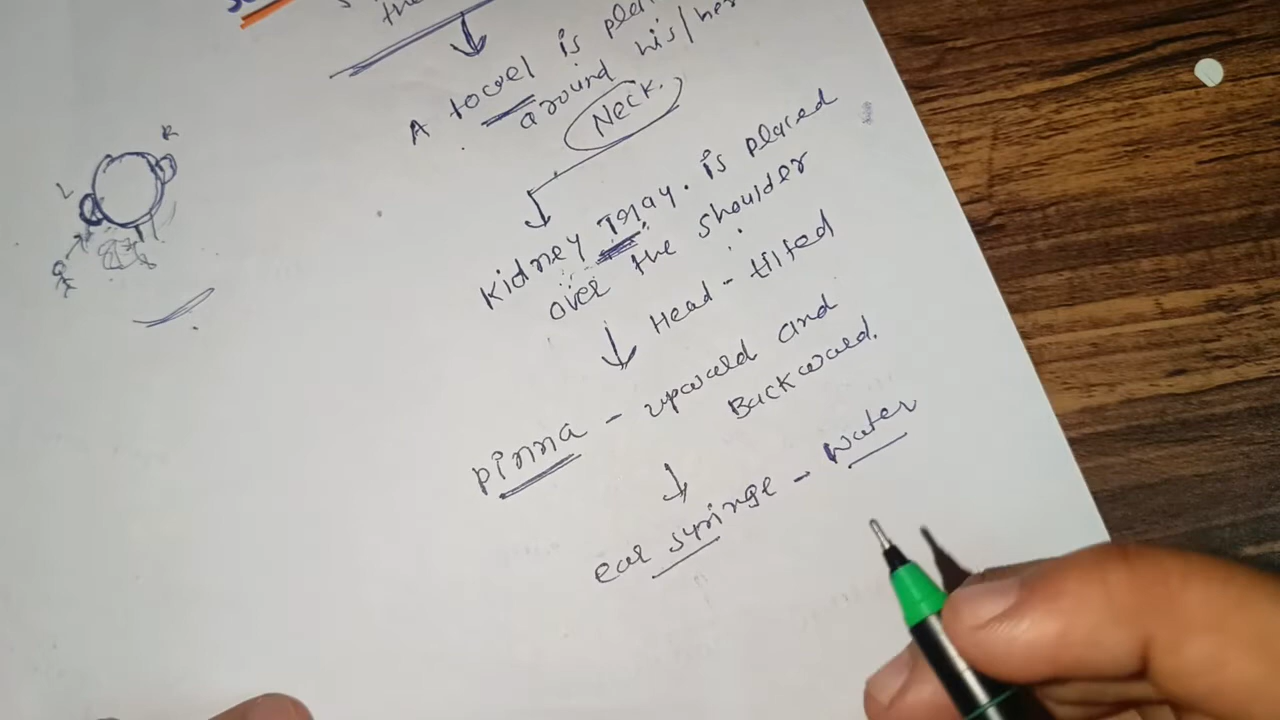 the
A towel is
around his/her
Neck.
Kidney Tray. is placed
over the shoulder
Head - tilted
pinna - upward and
Backward.
ear syringe - Water
R
L